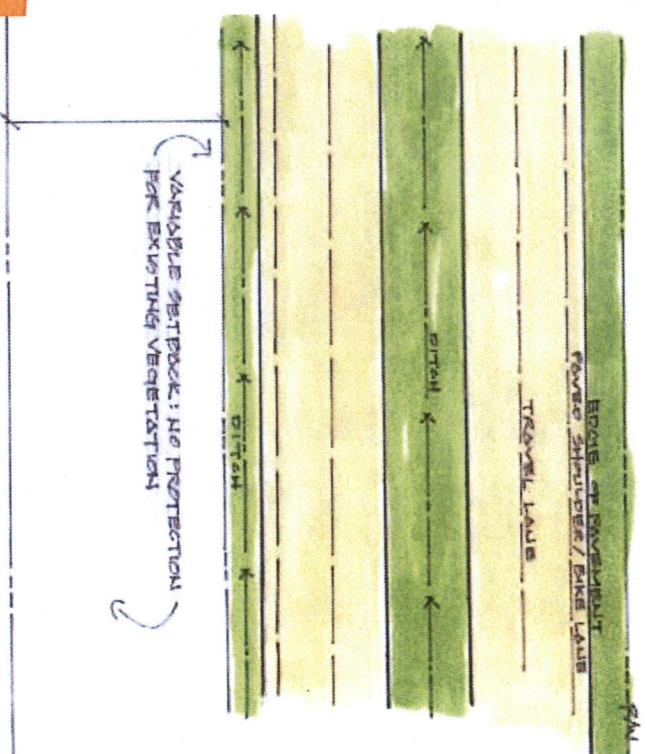 R/W
EDGE OF PAVEMENT
PAVED SHOULDER/BIKE LANE
TRAVEL LANE
DITCH
DITCH
VARIABLE SETBACK: NO PROTECTION
FOR EXISTING VEGETATION